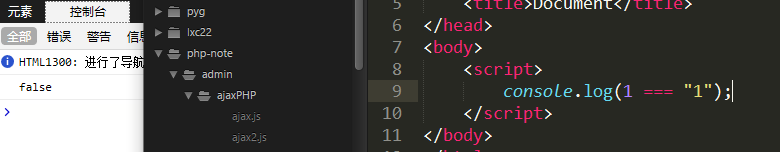 元素
控制台
全部
错误
警告
HTML1300: 进行了导航
false
pyg
lxc22
php-note
admin
ajaxPHP
ajax.js
ajax2.js
5 <title>Document</title>
6 </head>
7 <body>
8 <script>
9 console.log(1 === "1");
10 </script>
11 </body>